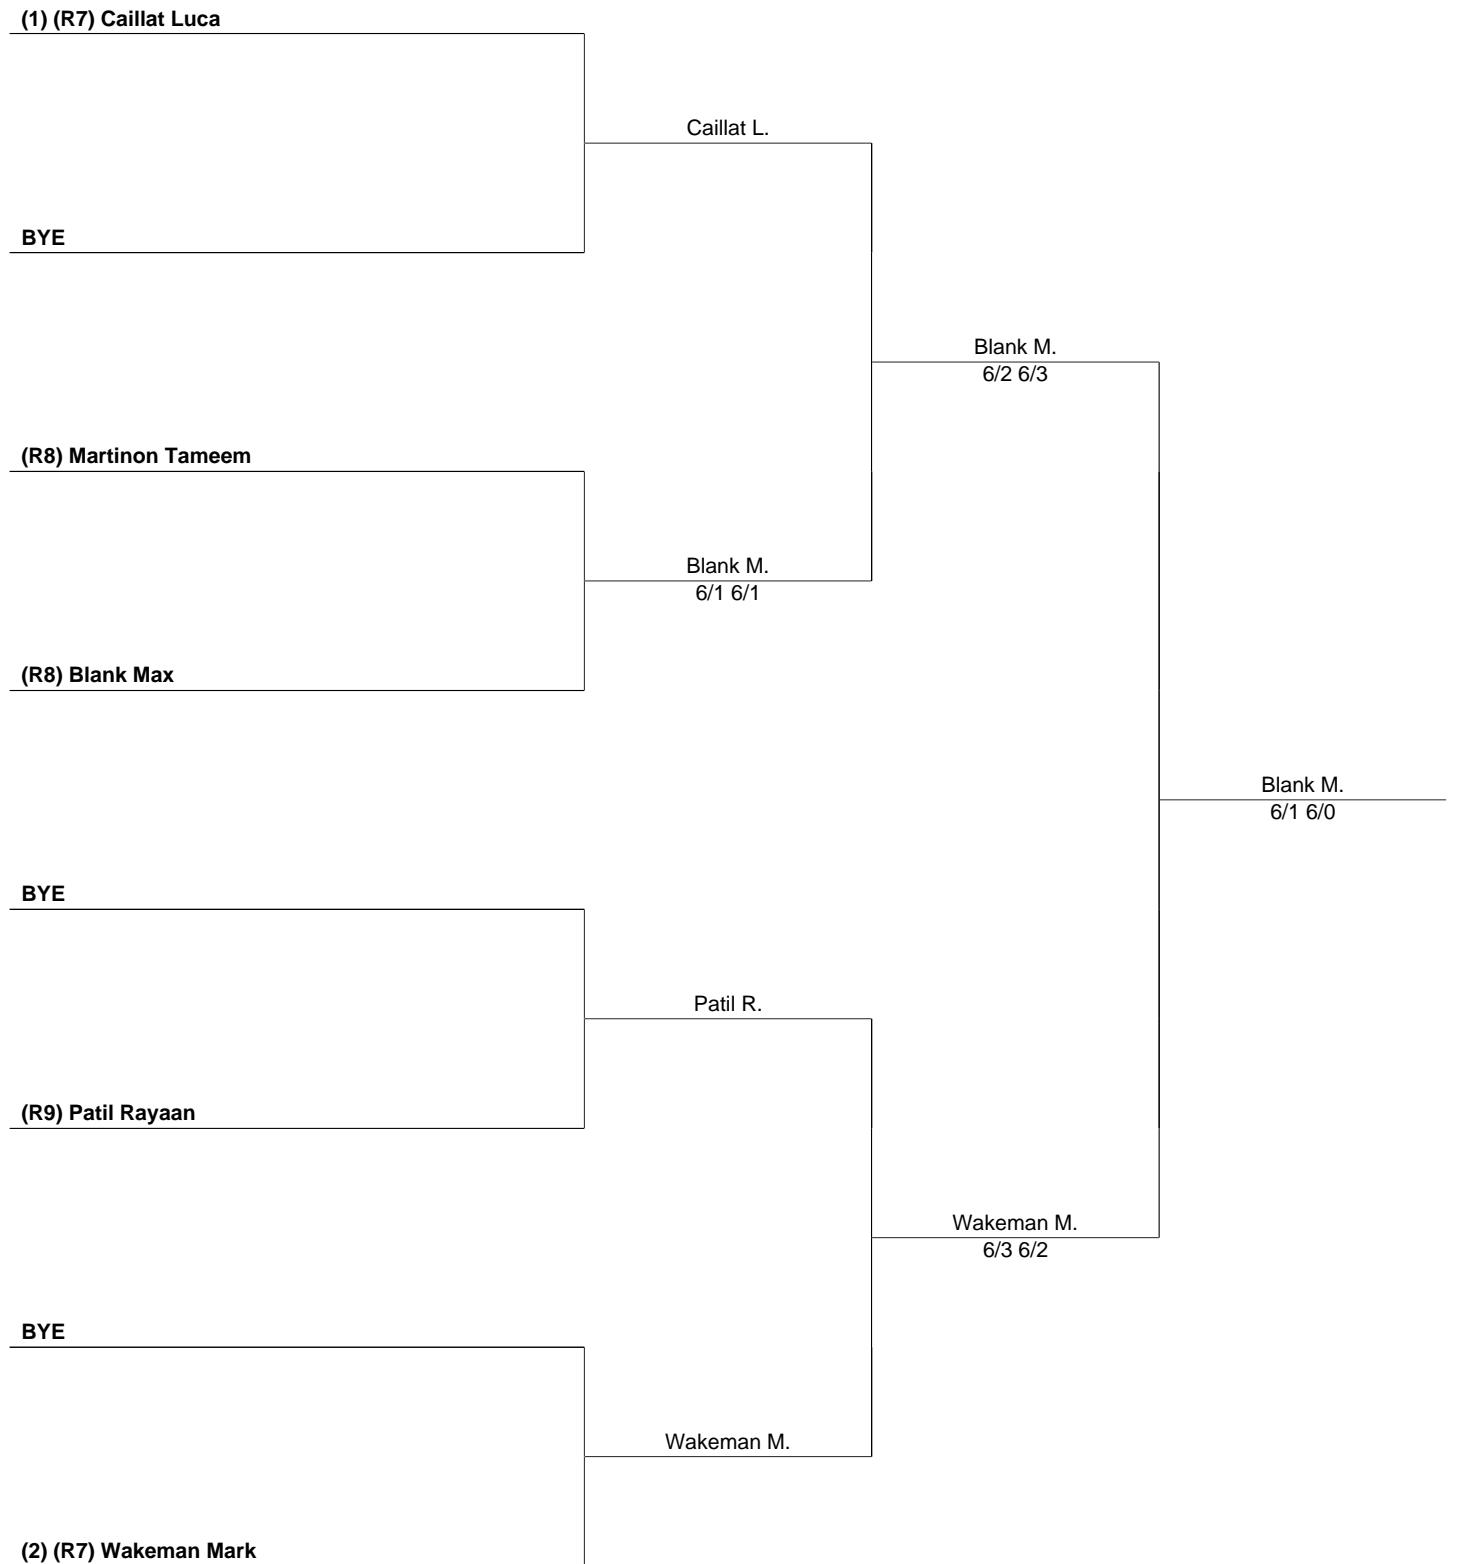 (1) (R7) Caillat Luca
Caillat L.
BYE
Blank M.
6/2 6/3
(R8) Martinon Tameem
Blank M.
6/1 6/1
(R8) Blank Max
Blank M.
6/1 6/0
BYE
Patil R.
(R9) Patil Rayaan
Wakeman M.
6/3 6/2
BYE
Wakeman M.
(2) (R7) Wakeman Mark